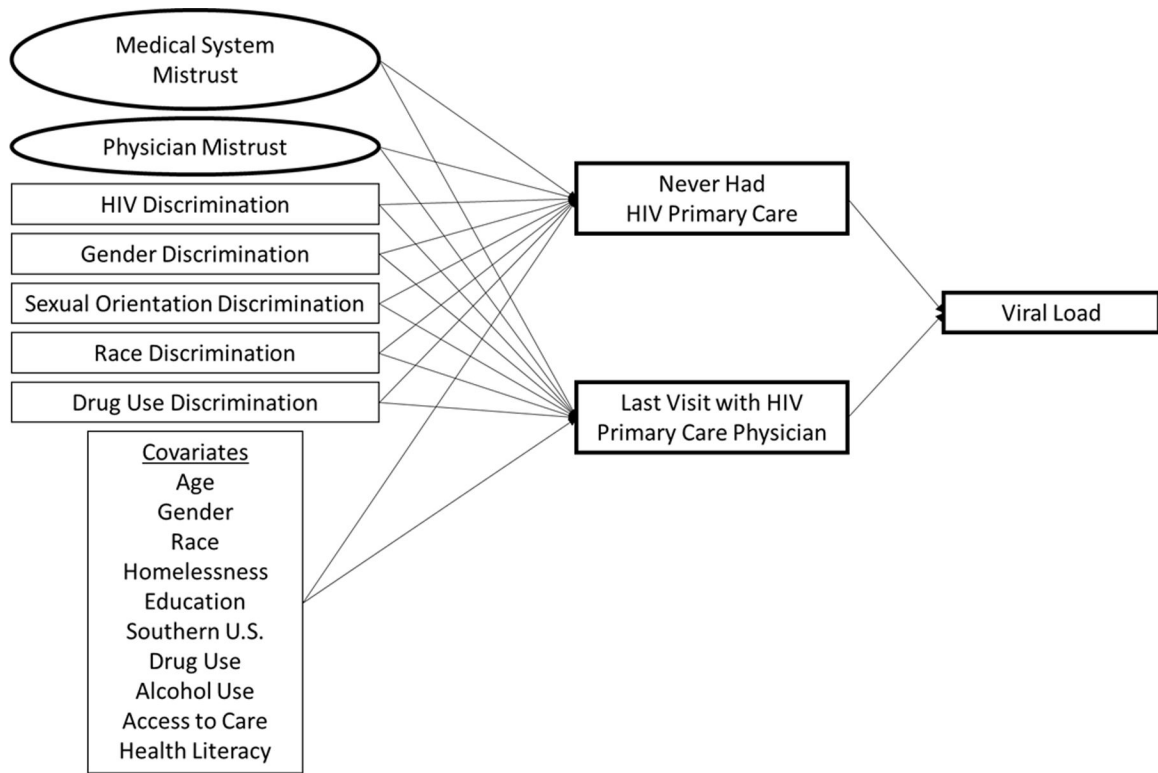 Medical System
Mistrust
Physician Mistrust
HIV Discrimination
Gender Discrimination
Sexual Orientation Discrimination
Race Discrimination
Drug Use Discrimination
Covariates
Age
Gender
Race
Homelessness
Education
Southern U.S.
Drug Use
Alcohol Use
Access to Care
Health Literacy
Never Had
HIV Primary Care
Last Visit with HIV
Primary Care Physician
Viral Load